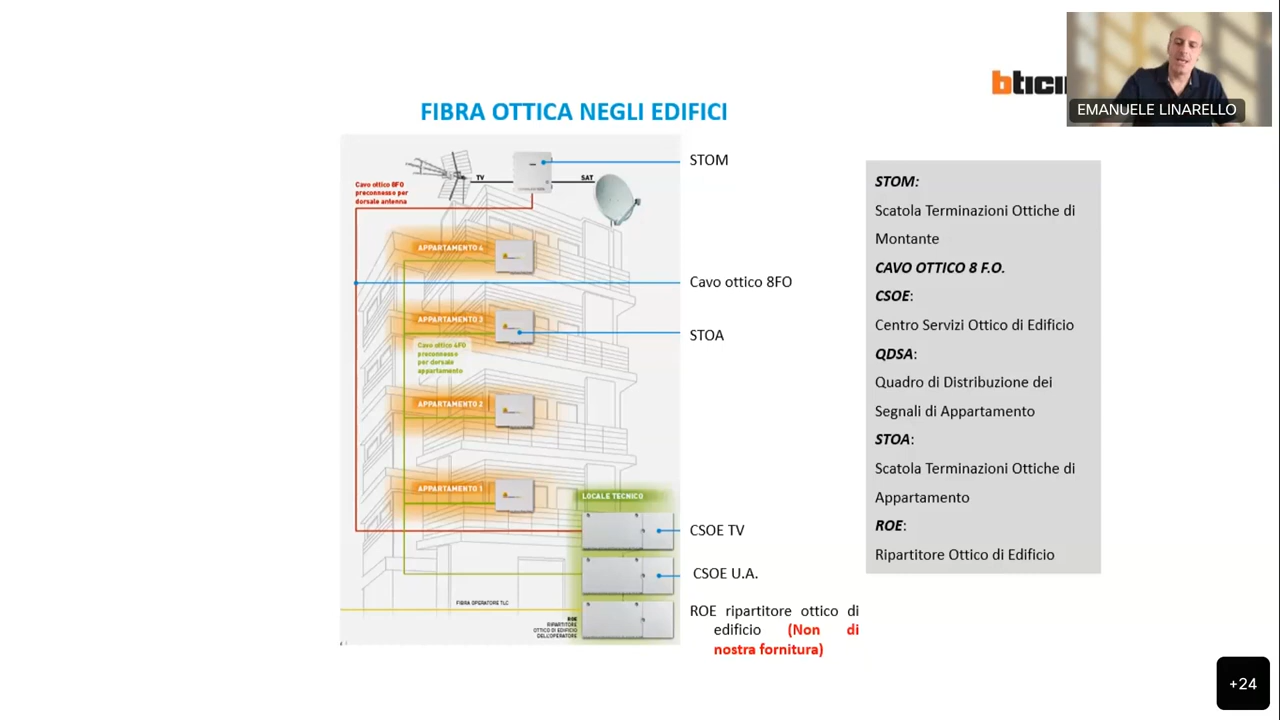 bticin
EMANUELE LINARELLO
FIBRA OTTICA NEGLI EDIFICI
TV
SAT
STOM
Cavo ottico 8FO
preconnesso per
dorsale antenna
APPARTAMENTO 4
Cavo ottico 8FO
APPARTAMENTO 3
STOA
Cavo ottico 4FO
preconnesso
per dorsale
appartamento
APPARTAMENTO 2
APPARTAMENTO 1
LOCALE TECNICO
CSOE TV
CSOE U.A.
FIBRA OPERATORE TLC
ROE
RIPARTITORE
OTTICO DI EDIFICIO
DELL'OPERATORE
ROE ripartitore ottico di
edificio (Non di
nostra fornitura)
STOM:
Scatola Terminazioni Ottiche di
Montante
CAVO OTTICO 8 F.O.
CSOE:
Centro Servizi Ottico di Edificio
QDSA:
Quadro di Distribuzione dei
Segnali di Appartamento
STOA:
Scatola Terminazioni Ottiche di
Appartamento
ROE:
Ripartitore Ottico di Edificio
+24